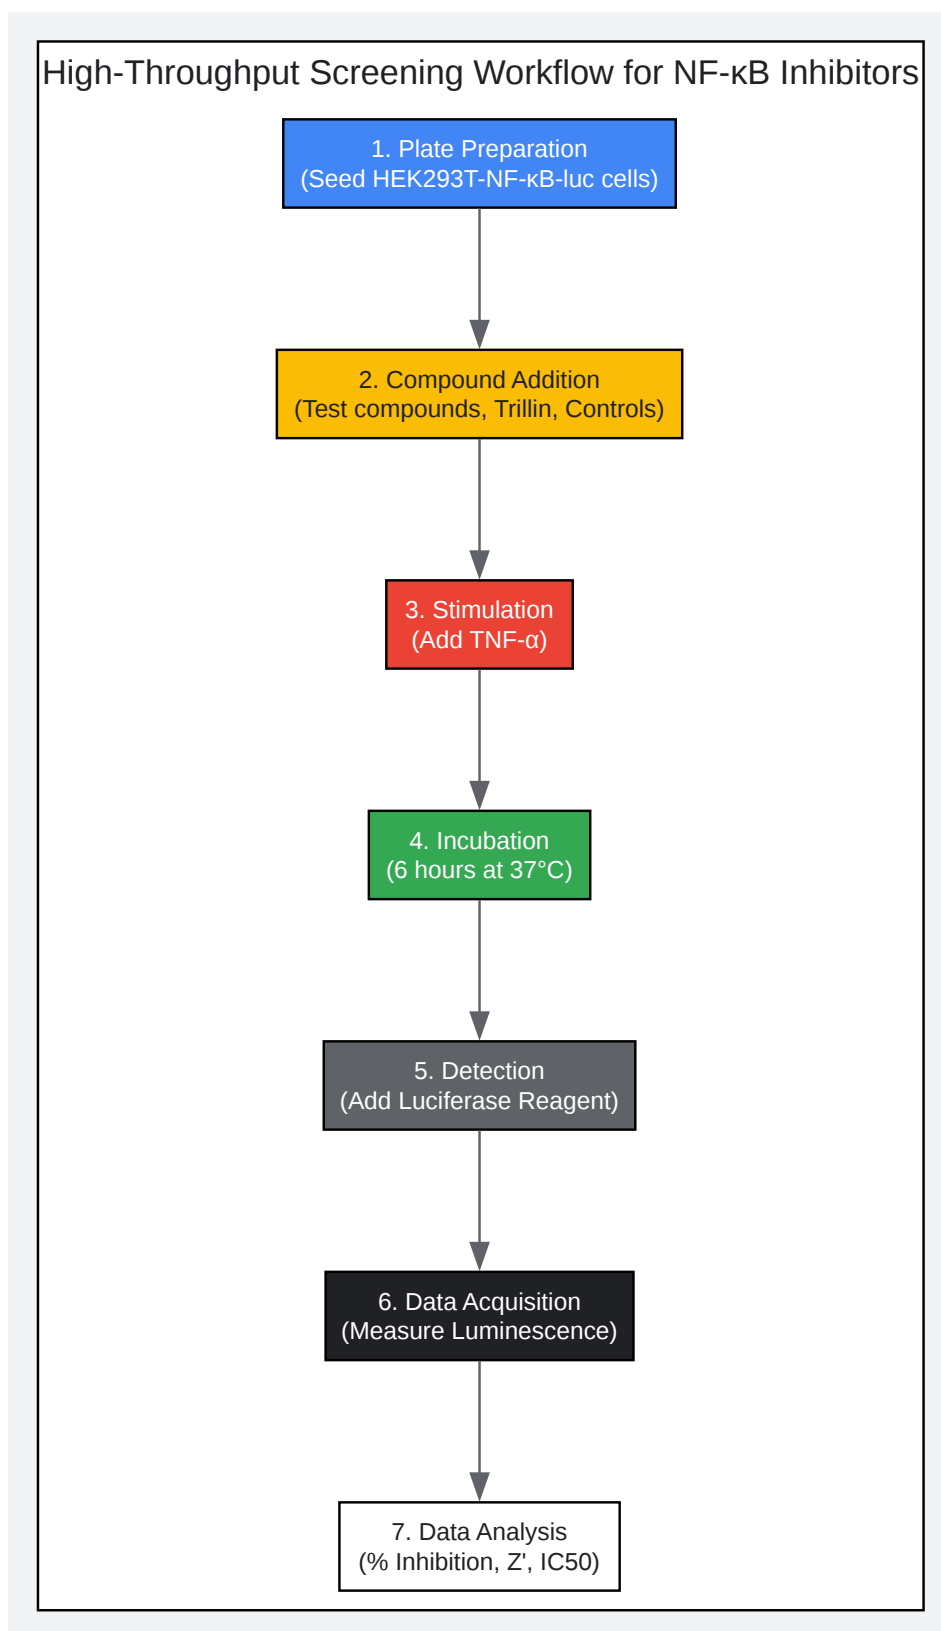 High-Throughput Screening Workflow for NF-κB Inhibitors
1. Plate Preparation
(Seed HEK293T-NF-κB-luc cells)
2. Compound Addition
(Test compounds, Trillin, Controls)
3. Stimulation
(Add TNF-α)
4. Incubation
(6 hours at 37°C)
5. Detection
(Add Luciferase Reagent)
6. Data Acquisition
(Measure Luminescence)
7. Data Analysis
(% Inhibition, Z', IC50)